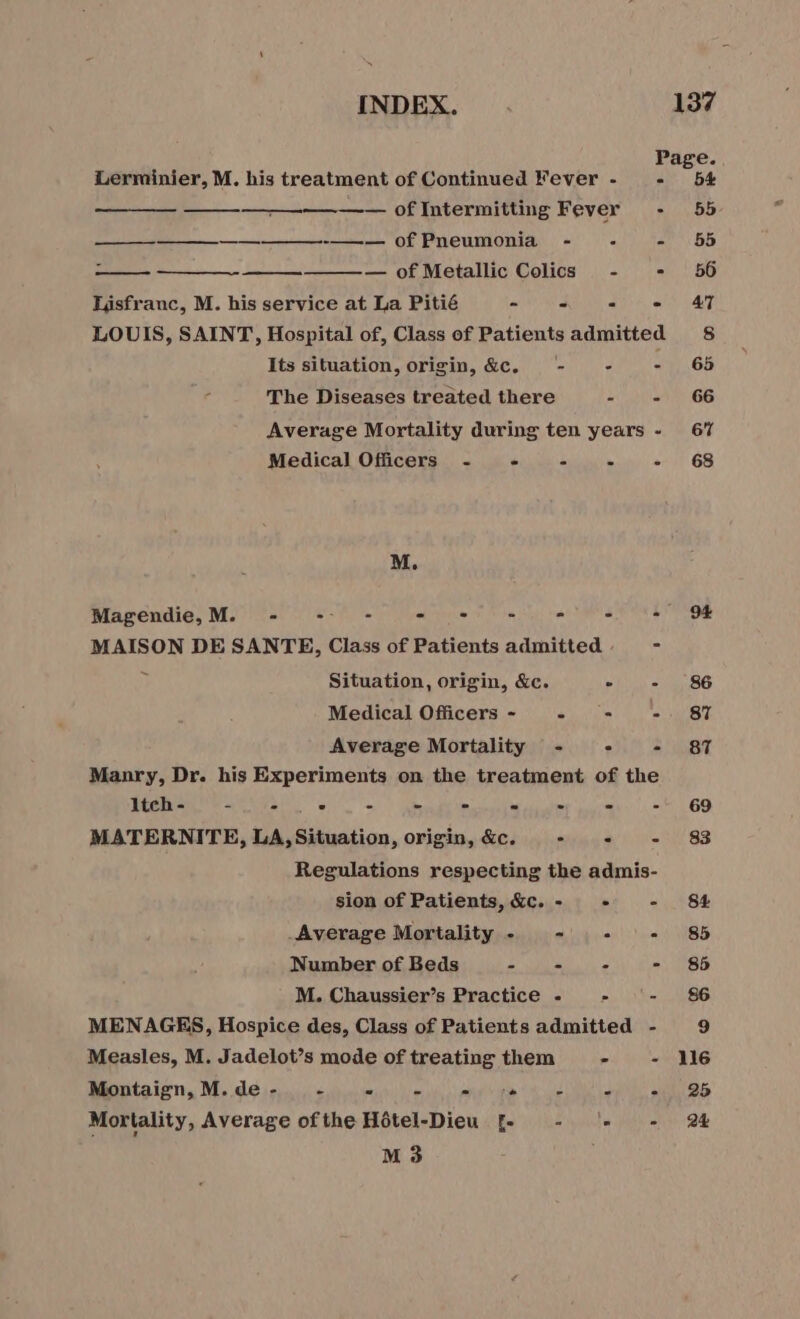 INDEX. 137
Page.
Lerminier, M. his treatment of Continued Fever - - 54
———— ——————— of Intermitting Fever - 55
———————————— of Pneumonia - - - 55
———————————— of Metallic Colics - - 56
Lisfranc, M. his service at La Pitié - - - - 47
LOUIS, SAINT, Hospital of, Class of Patients admitted 8
Its situation, origin, &c. - - - 65
The Diseases treated there - - 66
Average Mortality during ten years - 67
Medical Officers - - - - - 68
M.
Magendie, M. - - - - - - - - - 94
MAISON DE SANTE, Class of Patients admitted -
Situation, origin, &c. - - 86
Medical Officers - - - - 87
Average Mortality - - - 87
Manry, Dr. his Experiments on the treatment of the
Itch - - - - - - - - - - - 69
MATERNITE, LA, Situation, origin, &c. - - - 83
Regulations respecting the admis-
sion of Patients, &c. - - - 84
Average Mortality - - - - 85
Number of Beds - - - - 85
M. Chaussier's Practice - - - 86
MENAGES, Hospice des, Class of Patients admitted - 9
Measles, M. Jadelot's mode of treating them - - 116
Montaign, M. de - - - - - - - - - 25
Mortality, Average of the Hôtel-Dieu [- - - - 24
M 3